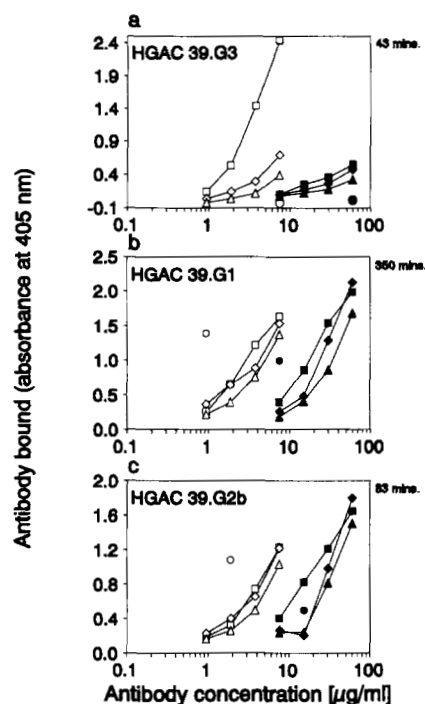 a
2.4
HGAC 39.G3
43 mins.
1.9
1.4
0.9
0.4
-0.1
0.1
1
10
100
b
2.5
HGAC 39.G1
350 mins.
2.0
1.5
1.0
0.5
0.0
0.1
1
10
100
c
2.0
HGAC 39.G2b
83 mins.
1.6
1.2
0.8
0.4
0.0
0.1
1
10
100
Antibody bound (absorbance at 405 nm)
Antibody concentration [µg/ml]